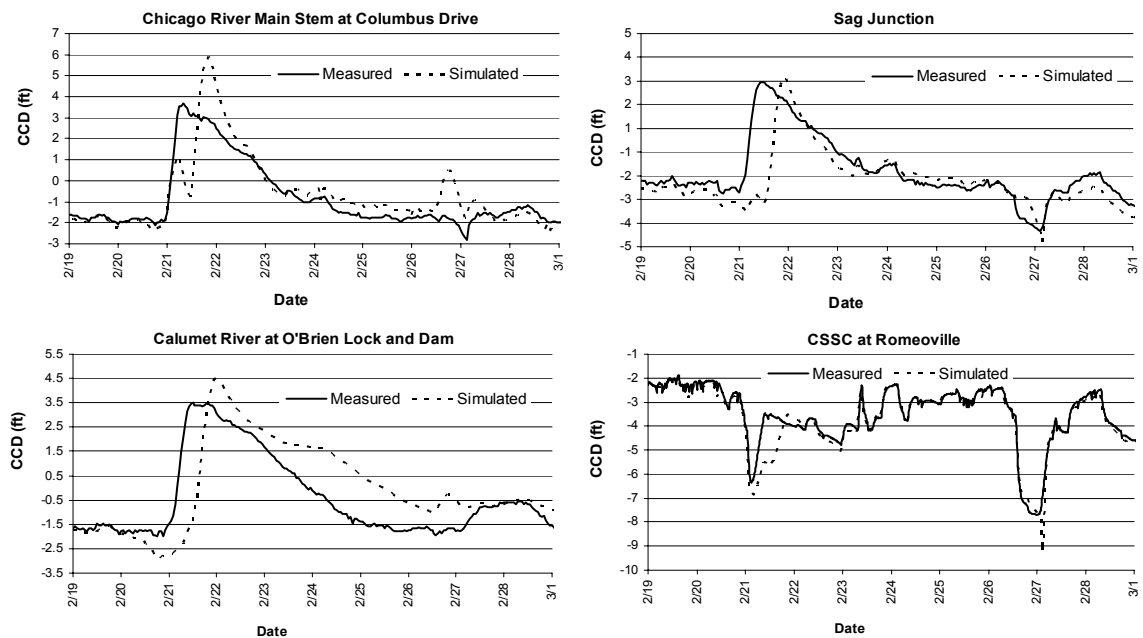 Chicago River Main Stem at Columbus Drive
7
6
5
4
3
2
1
0
-1
-2
-3
CCD (ft)
Measured Simulated
2/19 2/20 2/21 2/22 2/23 2/24 2/25 2/26 2/27 2/28 3/1
Date
Sag Junction
5
4
3
2
1
0
-1
-2
-3
-4
-5
CCD (ft)
Measured Simulated
2/19 2/20 2/21 2/22 2/23 2/24 2/25 2/26 2/27 2/28 3/1
Date
Calumet River at O'Brien Lock and Dam
5.5
4.5
3.5
2.5
1.5
0.5
-0.5
-1.5
-2.5
-3.5
CCD (ft)
Measured Simulated
2/19 2/20 2/21 2/22 2/23 2/24 2/25 2/26 2/27 2/28 3/1
Date
CSSC at Romeoville
-1
-2
-3
-4
-5
-6
-7
-8
-9
-10
CCD (ft)
Measured Simulated
2/19 2/20 2/21 2/22 2/23 2/24 2/25 2/26 2/27 2/28 3/1
Date